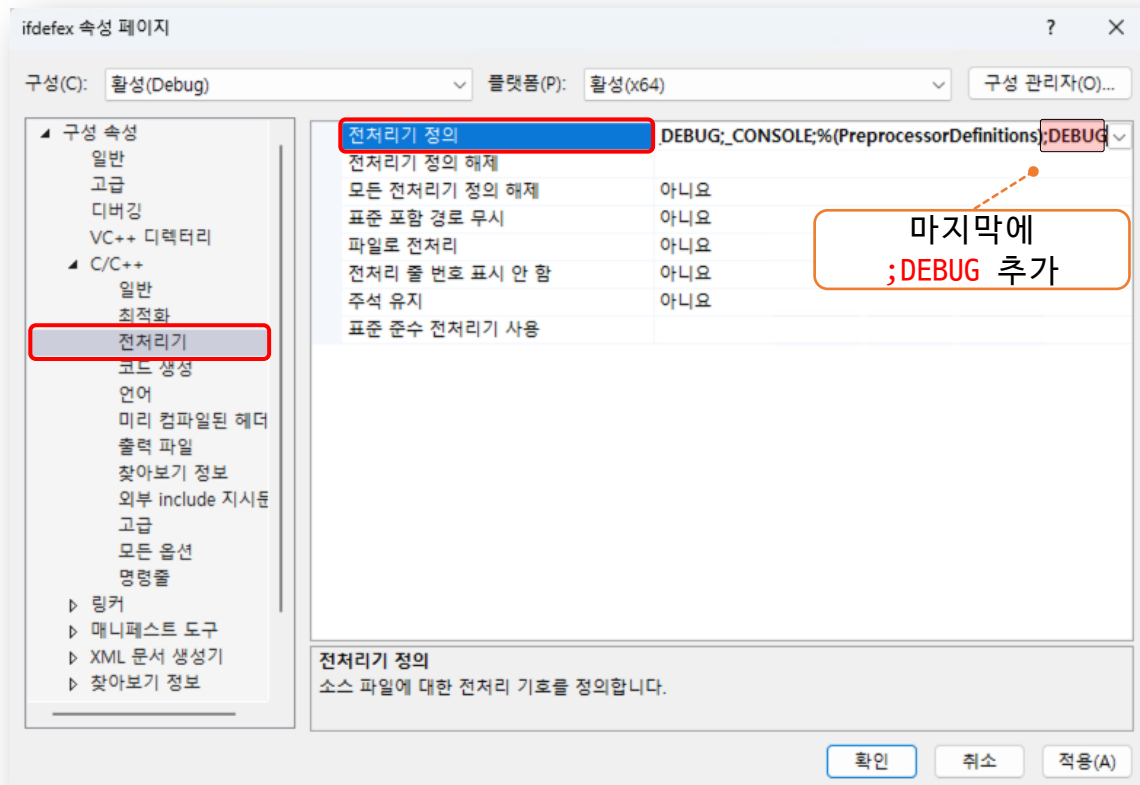 ifdefex 속성 페이지
? ×
구성(C): 활성(Debug) 플랫폼(P): 활성(x64) 구성 관리자(O)...
구성 속성
일반
고급
디버깅
VC++ 디렉터리
C/C++
일반
최적화
전처리기
코드 생성
언어
미리 컴파일된 헤더
출력 파일
찾아보기 정보
외부 include 지시문
고급
모든 옵션
명령줄
링커
매니페스트 도구
XML 문서 생성기
찾아보기 정보
전처리기 정의 _DEBUG;_CONSOLE;%(PreprocessorDefinitions);DEBUG
전처리기 정의 해제
모든 전처리기 정의 해제 아니요
표준 포함 경로 무시 아니요
파일로 전처리 아니요
전처리 줄 번호 표시 안 함 아니요
주석 유지 아니요
표준 준수 전처리기 사용
마지막에
;DEBUG 추가
전처리기 정의
소스 파일에 대한 전처리 기호를 정의합니다.
확인 취소 적용(A)